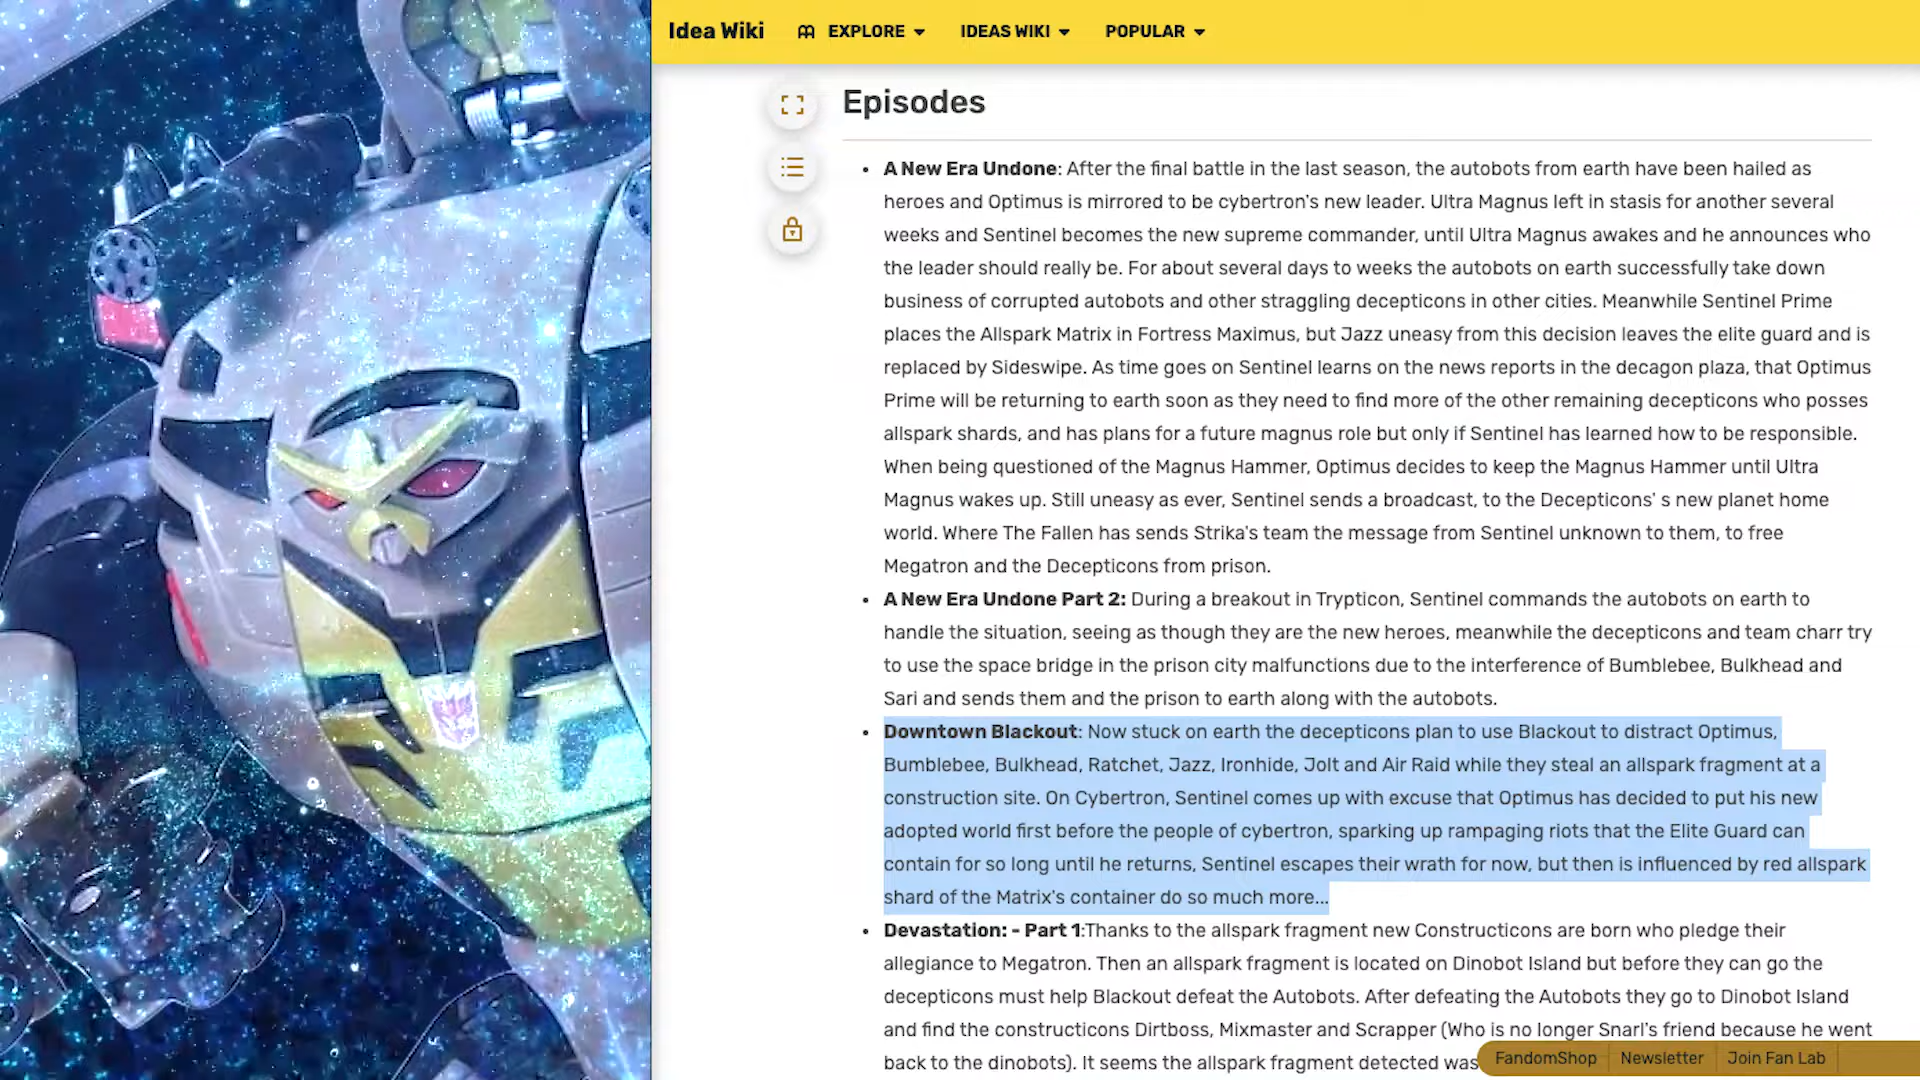 Idea Wiki
EXPLORE
IDEAS WIKI
POPULAR
Episodes
A New Era Undone: After the final battle in the last season, the autobots from earth have been hailed as
heroes and Optimus is mirrored to be cybertron's new leader. Ultra Magnus left in stasis for another several
weeks and Sentinel becomes the new supreme commander, until Ultra Magnus awakes and he announces who
the leader should really be. For about several days to weeks the autobots on earth successfully take down
business of corrupted autobots and other straggling decepticons in other cities. Meanwhile Sentinel Prime
places the Allspark Matrix in Fortress Maximus, but Jazz uneasy from this decision leaves the elite guard and is
replaced by Sideswipe. As time goes on Sentinel learns on the news reports in the decagon plaza, that Optimus
Prime will be returning to earth soon as they need to find more of the other remaining decepticons who posses
allspark shards, and has plans for a future magnus role but only if Sentinel has learned how to be responsible.
When being questioned of the Magnus Hammer, Optimus decides to keep the Magnus Hammer until Ultra
Magnus wakes up. Still uneasy as ever, Sentinel sends a broadcast, to the Decepticons' s new planet home
world. Where The Fallen has sends Strika's team the message from Sentinel unknown to them, to free
Megatron and the Decepticons from prison.
A New Era Undone Part 2: During a breakout in Trypticon, Sentinel commands the autobots on earth to
handle the situation, seeing as though they are the new heroes, meanwhile the decepticons and team charr try
to use the space bridge in the prison city malfunctions due to the interference of Bumblebee, Bulkhead and
Sari and sends them and the prison to earth along with the autobots.
Downtown Blackout: Now stuck on earth the decepticons plan to use Blackout to distract Optimus,
Bumblebee, Bulkhead, Ratchet, Jazz, Ironhide, Jolt and Air Raid while they steal an allspark fragment at a
construction site. On Cybertron, Sentinel comes up with excuse that Optimus has decided to put his new
adopted world first before the people of cybertron, sparking up rampaging riots that the Elite Guard can
contain for so long until he returns, Sentinel escapes their wrath for now, but then is influenced by red allspark
shard of the Matrix's container do so much more...
Devastation: - Part 1:Thanks to the allspark fragment new Constructicons are born who pledge their
allegiance to Megatron. Then an allspark fragment is located on Dinobot Island but before they can go the
decepticons must help Blackout defeat the Autobots. After defeating the Autobots they go to Dinobot Island
and find the constructicons Dirtboss, Mixmaster and Scrapper (Who is no longer Snarl's friend because he went
back to the dinobots). It seems the allspark fragment detected was
FandomShop
Newsletter
Join Fan Lab